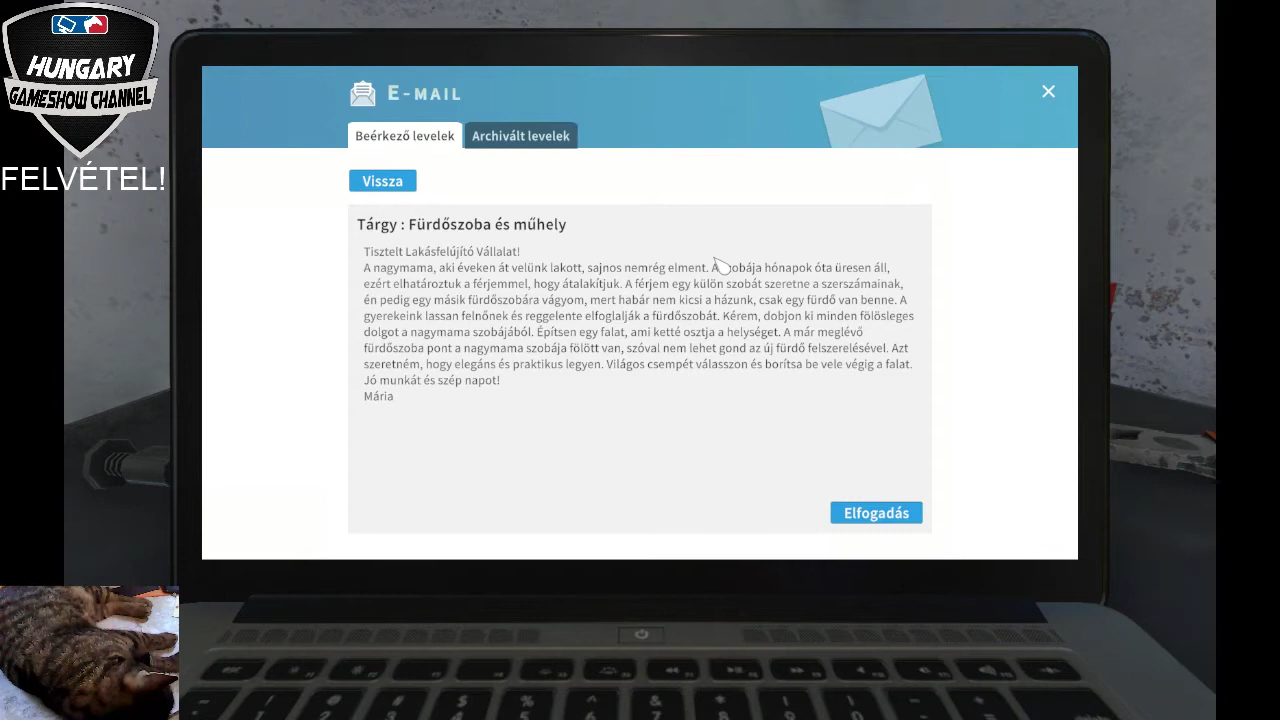 HUNGARY
GAMESHOW CHANNEL
FELVÉTEL!
E-MAIL
Beérkező levelek
Archivált levelek
Vissza
Tárgy : Fürdőszoba és műhely
Tisztelt Lakásfelújító Vállalat!
A nagymama, aki éveken át velünk lakott, sajnos nemrég elment. A szobája hónapok óta üresen áll,
ezért elhatároztuk a férjemmel, hogy átalakítjuk. A férjem egy külön szobát szeretne a szerszámainak,
én pedig egy másik fürdőszobára vágyom, mert habár nem kicsi a házunk, csak egy fürdő van benne. A
gyerekeink lassan felnőnek és reggelente elfoglalják a fürdőszobát. Kérem, dobjon ki minden fölösleges
dolgot a nagymama szobájából. Építsen egy falat, ami ketté osztja a helységet. A már meglévő
fürdőszoba pont a nagymama szobája fölött van, szóval nem lehet gond az új fürdő felszerelésével. Azt
szeretném, hogy elegáns és praktikus legyen. Világos csempét válasszon és borítsa be vele végig a falat.
Jó munkát és szép napot!
Mária
Elfogadás